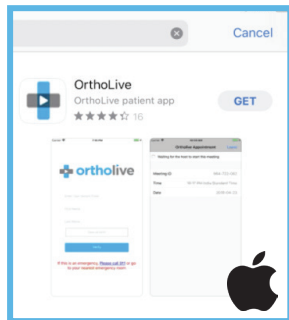 Cancel
OrthoLive
OrthoLive patient app
GET
16
ortholive
OrthoLive Appointment
Waiting for the host to start this meeting
Meeting ID
Time
Date
If this is an emergency, Please call 911 or go
to your nearest emergency room